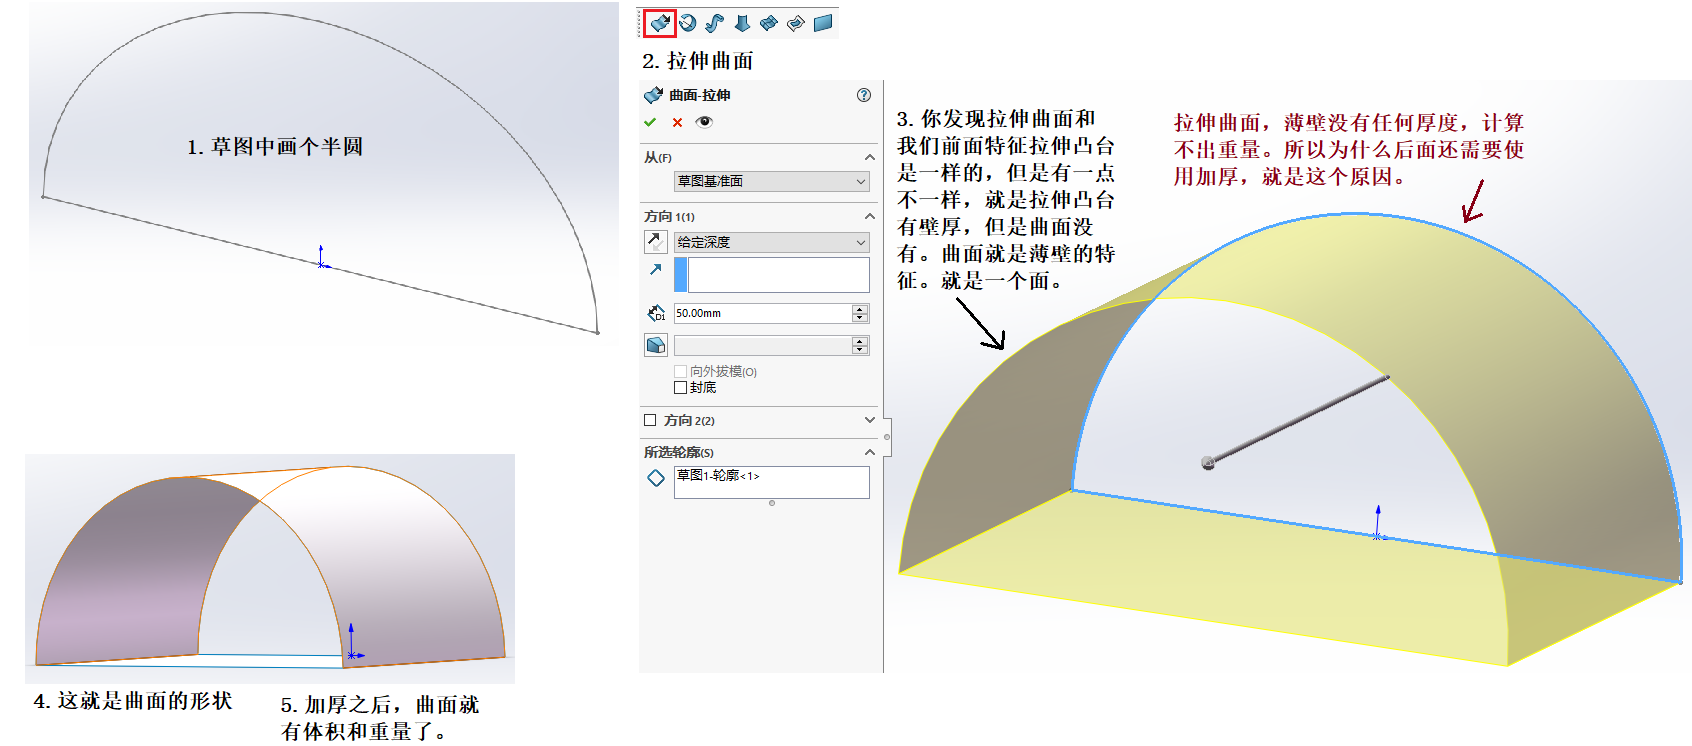 1. 草图中画个半圆
2. 拉伸曲面
曲面-拉伸
从(F)
草图基准面
方向 1(1)
给定深度
D1
50.00mm
向外拔模(O)
封底
方向 2(2)
所选轮廓(S)
草图1-轮廓<1>
3. 你发现拉伸曲面和
我们前面特征拉伸凸台
是一样的，但是有一点
不一样，就是拉伸凸台
有壁厚，但是曲面没
有。曲面就是薄壁的特
征。就是一个面。
拉伸曲面，薄壁没有任何厚度，计算
不出重量。所以为什么后面还需要使
用加厚，就是这个原因。
4. 这就是曲面的形状
5. 加厚之后，曲面就
有体积和重量了。